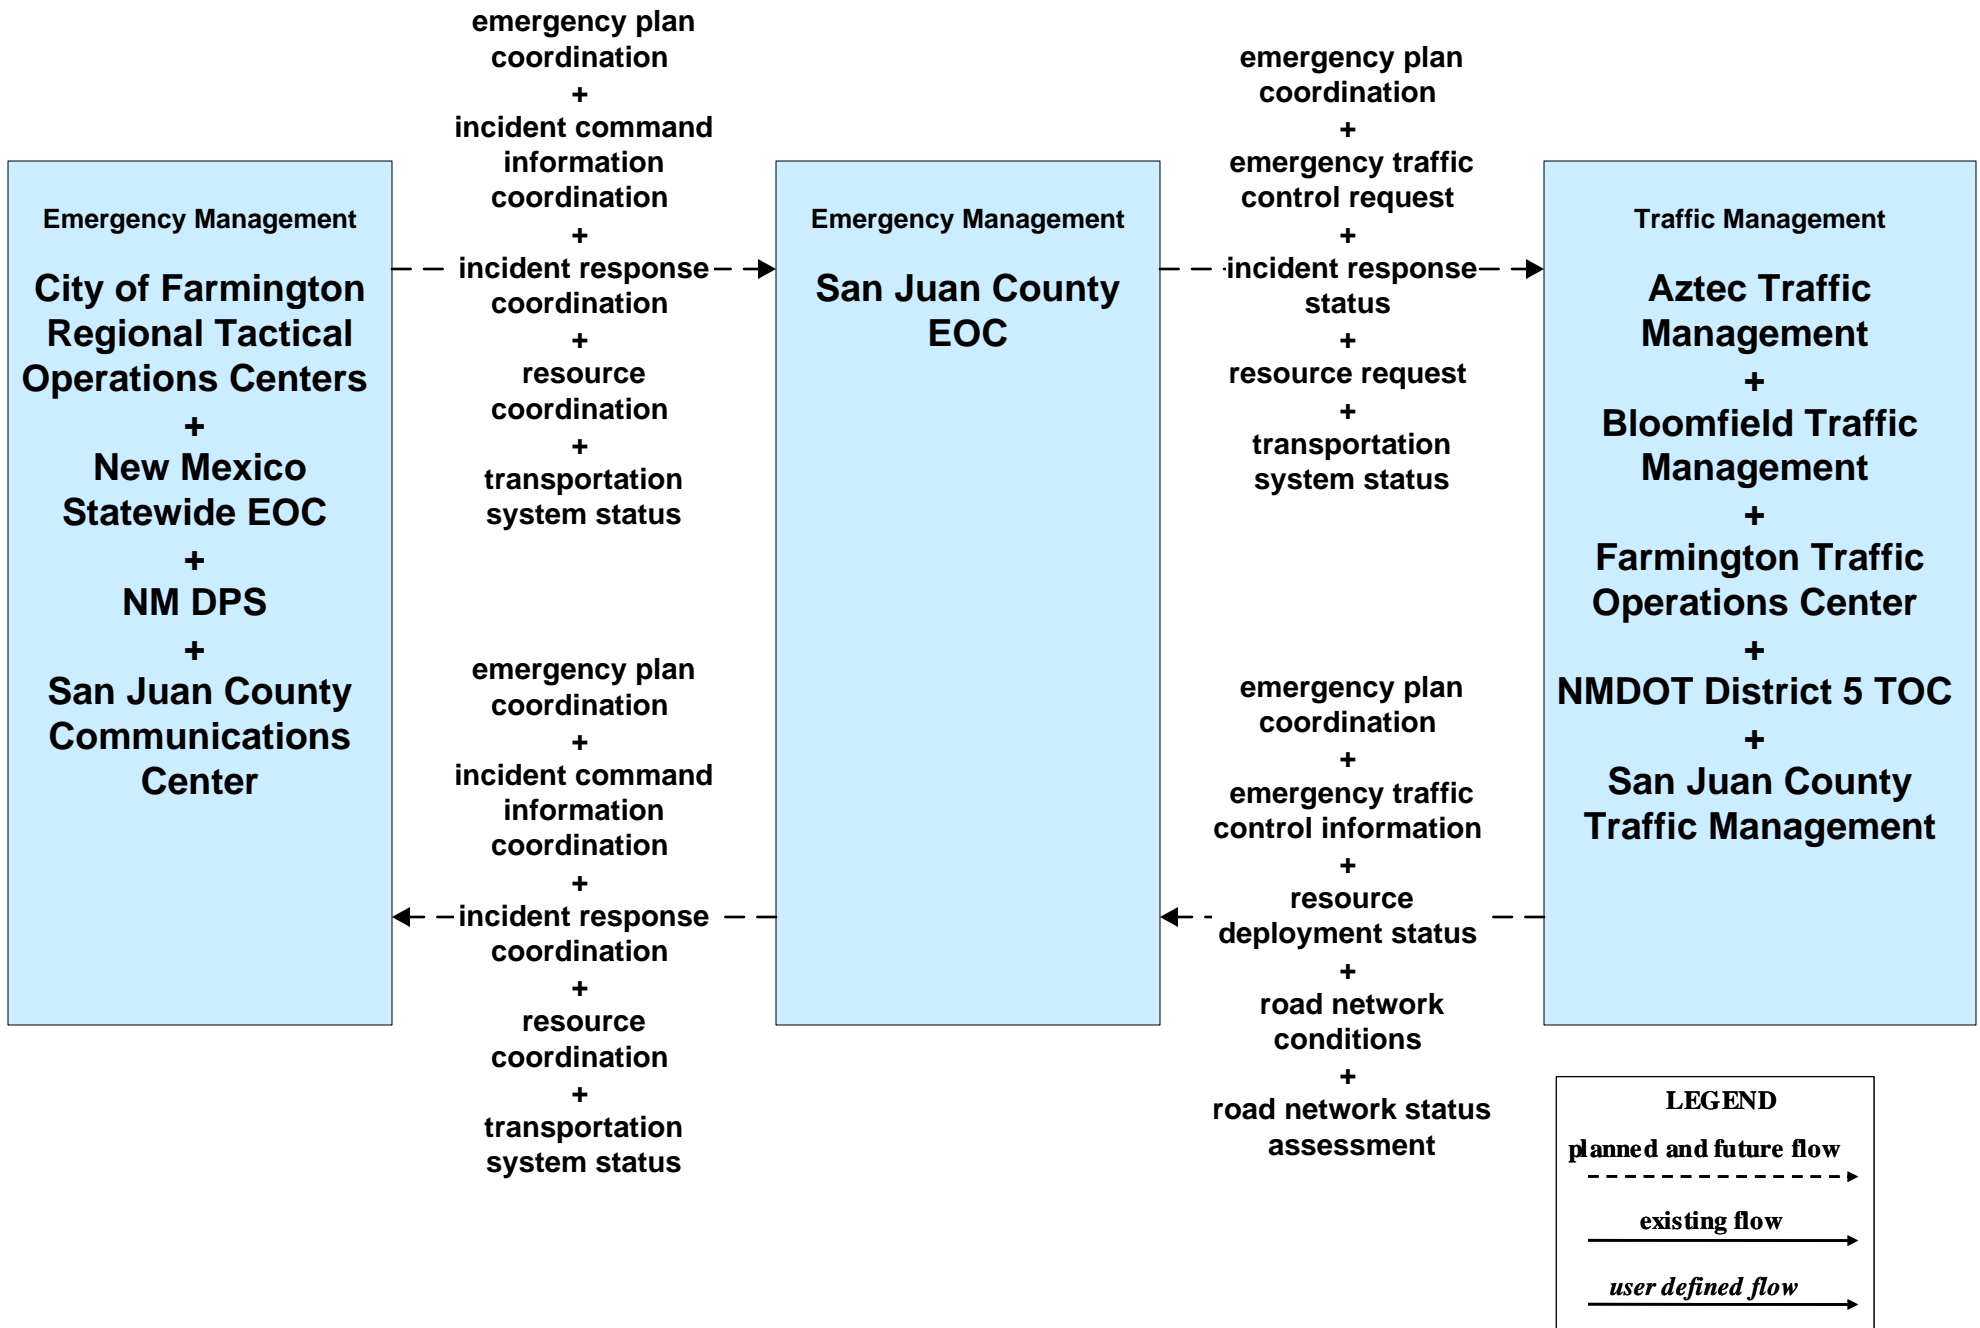 emergency plan
coordination
+
incident command
information
coordination
+
incident response
coordination
+
resource
coordination
+
transportation
system status
emergency plan
coordination
+
emergency traffic
control request
+
incident response
status
+
resource request
+
transportation
system status
Emergency Management
City of Farmington
Regional Tactical
Operations Centers
+
New Mexico
Statewide EOC
+
NM DPS
+
San Juan County
Communications
Center
Emergency Management
San Juan County
EOC
Traffic Management
Aztec Traffic
Management
+
Bloomfield Traffic
Management
+
Farmington Traffic
Operations Center
+
NMDOT District 5 TOC
+
San Juan County
Traffic Management
emergency plan
coordination
+
incident command
information
coordination
+
incident response
coordination
+
resource
coordination
+
transportation
system status
emergency plan
coordination
+
emergency traffic
control information
+
resource
deployment status
+
road network
conditions
+
road network status
assessment
LEGEND
planned and future flow
existing flow
user defined flow